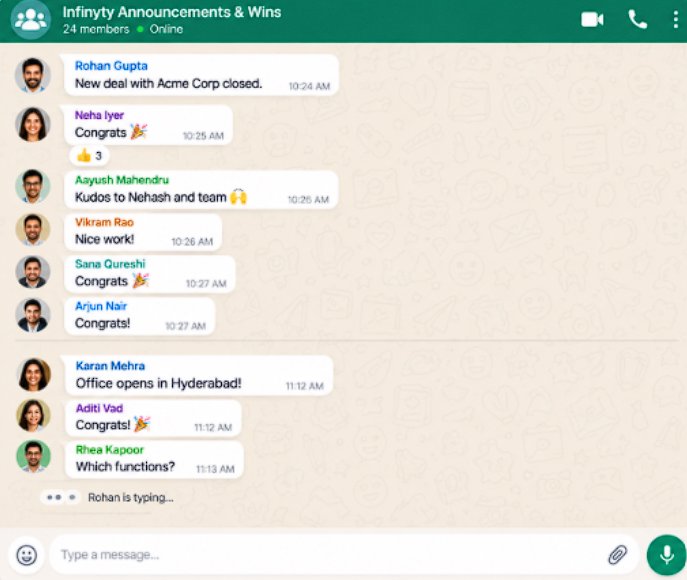 Infinyty Announcements & Wins
24 members Online
Rohan Gupta
New deal with Acme Corp closed. 10:24 AM
Neha Iyer
Congrats 🎉 10:25 AM
👍 3
Aayush Mahendru
Kudos to Nehash and team 🙌 10:26 AM
Vikram Rao
Nice work! 10:26 AM
Sana Qureshi
Congrats 🎉 10:27 AM
Arjun Nair
Congrats! 10:27 AM
Karan Mehra
Office opens in Hyderabad! 11:12 AM
Aditi Vad
Congrats! 🎉 11:12 AM
Rhea Kapoor
Which functions? 11:13 AM
Rohan is typing...
Type a message...